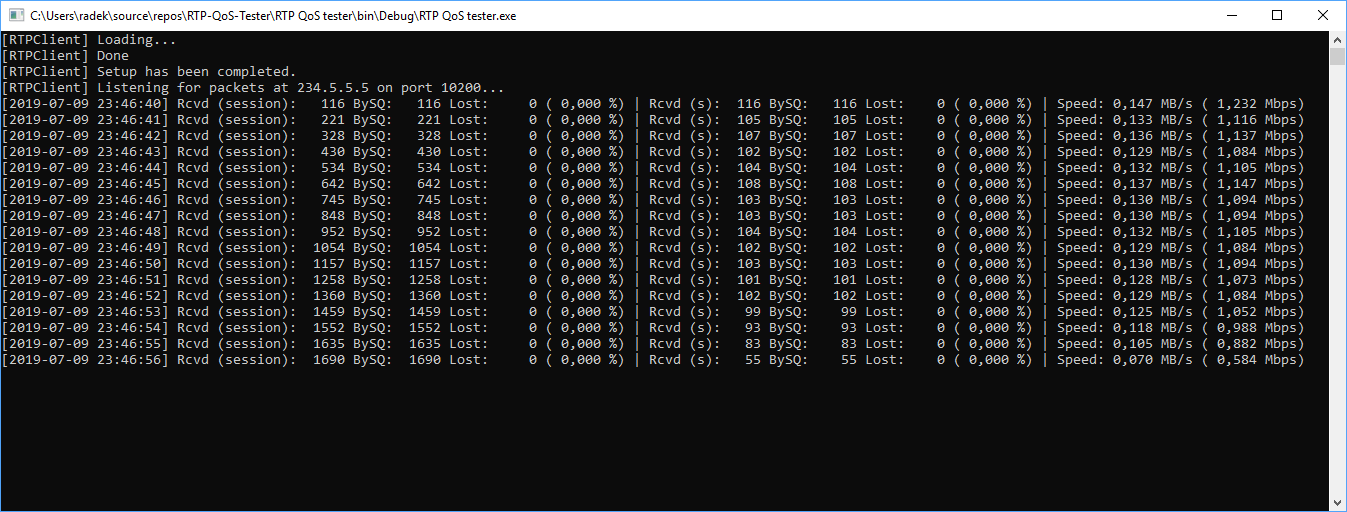 C:\Users\radek\source\repos\RTP-QoS-Tester\RTP QoS tester\bin\Debug\RTP QoS tester.exe
[RTPClient] Loading...
[RTPClient] Done
[RTPClient] Setup has been completed.
[RTPClient] Listening for packets at 234.5.5.5 on port 10200...
[2019-07-09 23:46:40] Rcvd (session):   116 BySQ:   116 Lost:     0 ( 0,000 %) | Rcvd (s):  116 BySQ:   116 Lost:    0 ( 0,000 %) | Speed: 0,147 MB/s ( 1,232 Mbps)
[2019-07-09 23:46:41] Rcvd (session):   221 BySQ:   221 Lost:     0 ( 0,000 %) | Rcvd (s):  105 BySQ:   105 Lost:    0 ( 0,000 %) | Speed: 0,133 MB/s ( 1,116 Mbps)
[2019-07-09 23:46:42] Rcvd (session):   328 BySQ:   328 Lost:     0 ( 0,000 %) | Rcvd (s):  107 BySQ:   107 Lost:    0 ( 0,000 %) | Speed: 0,136 MB/s ( 1,137 Mbps)
[2019-07-09 23:46:43] Rcvd (session):   430 BySQ:   430 Lost:     0 ( 0,000 %) | Rcvd (s):  102 BySQ:   102 Lost:    0 ( 0,000 %) | Speed: 0,129 MB/s ( 1,084 Mbps)
[2019-07-09 23:46:44] Rcvd (session):   534 BySQ:   534 Lost:     0 ( 0,000 %) | Rcvd (s):  104 BySQ:   104 Lost:    0 ( 0,000 %) | Speed: 0,132 MB/s ( 1,105 Mbps)
[2019-07-09 23:46:45] Rcvd (session):   642 BySQ:   642 Lost:     0 ( 0,000 %) | Rcvd (s):  108 BySQ:   108 Lost:    0 ( 0,000 %) | Speed: 0,137 MB/s ( 1,147 Mbps)
[2019-07-09 23:46:46] Rcvd (session):   745 BySQ:   745 Lost:     0 ( 0,000 %) | Rcvd (s):  103 BySQ:   103 Lost:    0 ( 0,000 %) | Speed: 0,130 MB/s ( 1,094 Mbps)
[2019-07-09 23:46:47] Rcvd (session):   848 BySQ:   848 Lost:     0 ( 0,000 %) | Rcvd (s):  103 BySQ:   103 Lost:    0 ( 0,000 %) | Speed: 0,130 MB/s ( 1,094 Mbps)
[2019-07-09 23:46:48] Rcvd (session):   952 BySQ:   952 Lost:     0 ( 0,000 %) | Rcvd (s):  104 BySQ:   104 Lost:    0 ( 0,000 %) | Speed: 0,132 MB/s ( 1,105 Mbps)
[2019-07-09 23:46:49] Rcvd (session):  1054 BySQ:  1054 Lost:     0 ( 0,000 %) | Rcvd (s):  102 BySQ:   102 Lost:    0 ( 0,000 %) | Speed: 0,129 MB/s ( 1,084 Mbps)
[2019-07-09 23:46:50] Rcvd (session):  1157 BySQ:  1157 Lost:     0 ( 0,000 %) | Rcvd (s):  103 BySQ:   103 Lost:    0 ( 0,000 %) | Speed: 0,130 MB/s ( 1,094 Mbps)
[2019-07-09 23:46:51] Rcvd (session):  1258 BySQ:  1258 Lost:     0 ( 0,000 %) | Rcvd (s):  101 BySQ:   101 Lost:    0 ( 0,000 %) | Speed: 0,128 MB/s ( 1,073 Mbps)
[2019-07-09 23:46:52] Rcvd (session):  1360 BySQ:  1360 Lost:     0 ( 0,000 %) | Rcvd (s):  102 BySQ:   102 Lost:    0 ( 0,000 %) | Speed: 0,129 MB/s ( 1,084 Mbps)
[2019-07-09 23:46:53] Rcvd (session):  1459 BySQ:  1459 Lost:     0 ( 0,000 %) | Rcvd (s):   99 BySQ:    99 Lost:    0 ( 0,000 %) | Speed: 0,125 MB/s ( 1,052 Mbps)
[2019-07-09 23:46:54] Rcvd (session):  1552 BySQ:  1552 Lost:     0 ( 0,000 %) | Rcvd (s):   93 BySQ:    93 Lost:    0 ( 0,000 %) | Speed: 0,118 MB/s ( 0,988 Mbps)
[2019-07-09 23:46:55] Rcvd (session):  1635 BySQ:  1635 Lost:     0 ( 0,000 %) | Rcvd (s):   83 BySQ:    83 Lost:    0 ( 0,000 %) | Speed: 0,105 MB/s ( 0,882 Mbps)
[2019-07-09 23:46:56] Rcvd (session):  1690 BySQ:  1690 Lost:     0 ( 0,000 %) | Rcvd (s):   55 BySQ:    55 Lost:    0 ( 0,000 %) | Speed: 0,070 MB/s ( 0,584 Mbps)